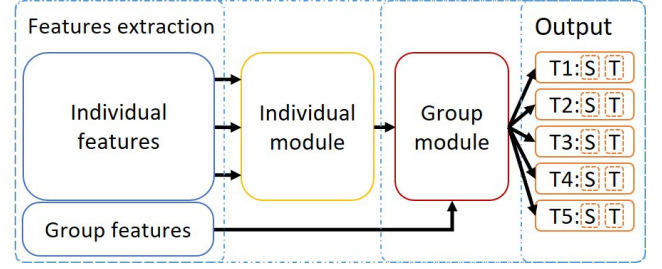 Features extraction
Output
Individual
features
Individual
module
Group
module
Group features
T1: S T
T2: S T
T3: S T
T4: S T
T5: S T